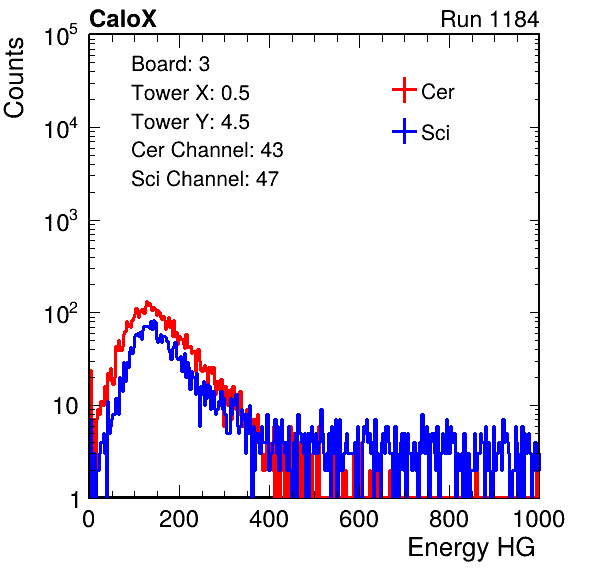 CaloX Run 1184
Counts
Board: 3
Tower X: 0.5
Tower Y: 4.5
Cer Channel: 43
Sci Channel: 47
Cer
Sci
10^5
10^4
10^3
10^2
10
1
0 200 400 600 800 1000
Energy HG